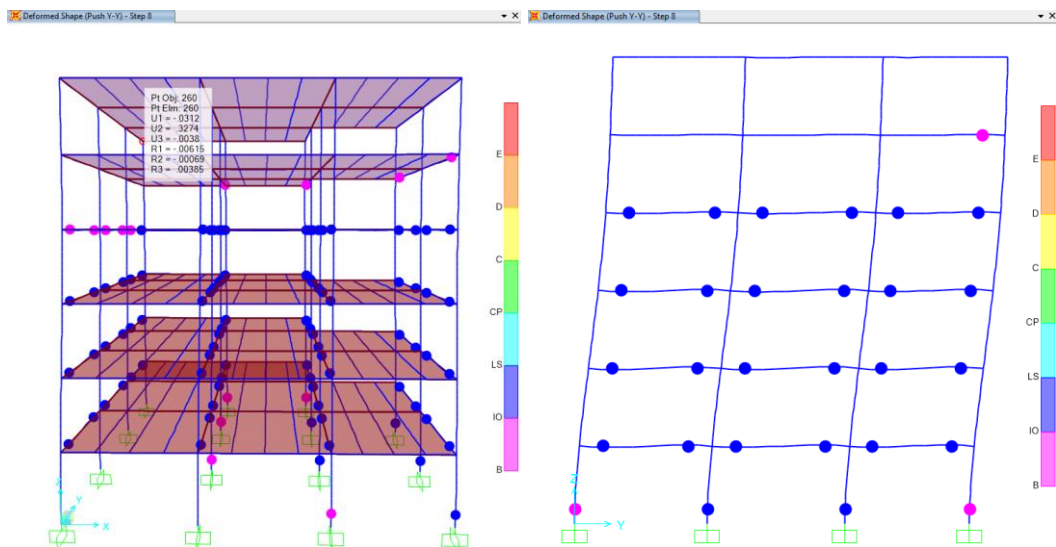 Deformed Shape (Push Y-Y) - Step 8
Pt Obj: 260
Pt Elm: 260
U1 = -.0312
U2 = .3274
U3 = -.0038
R1 = -.00615
R2 = -.00069
R3 = .00385
E
D
C
CP
LS
IO
B
Z
Y
X
Deformed Shape (Push Y-Y) - Step 8
E
D
C
CP
LS
IO
B
Z
Y